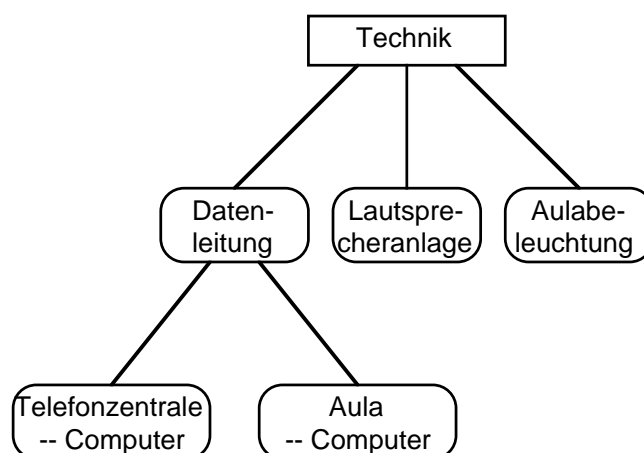 Technik
Daten-
leitung
Lautspre-
cheranlage
Aulabe-
leuchtung
Telefonzentrale
-- Computer
Aula
-- Computer